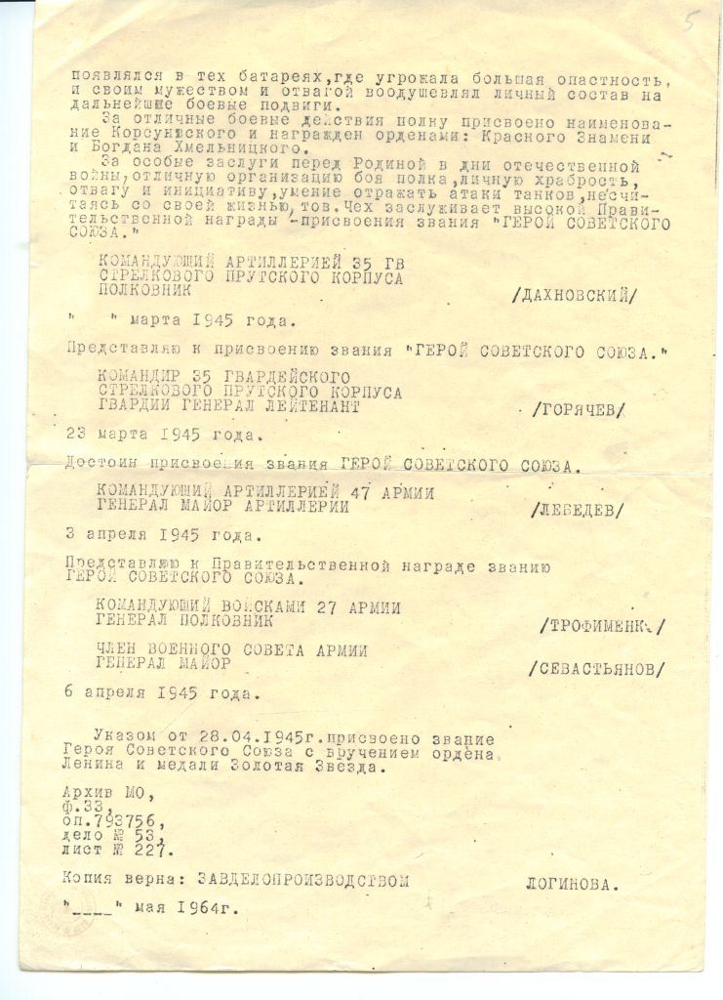 5
появлялся в тех батареях,где угрожала большая опастность,
и своим мужеством и отвагой воодушевлял личный состав на
дальнейшие боевые подвиги.
За отличные боевые действия полку присвоено наименова-
ние Корсунского и награжден орденами: Красного Знамени
и Богдана Хмельницкого.
За особые заслуги перед Родиной в дни отечественной
войны,отличную организацию боя полка,личную храбрость,
отвагу и инициативу,умение отражать атаки танков,несчи-
таясь со своей жизнью,тов.Чех заслуживает высокой Прави-
тельственной награды -присвоения звания "ГЕРОЙ СОВЕТСКОГО
СОЮЗА."
КОМАНДУЮЩИЙ АРТИЛЛЕРИЕЙ 35 ГВ
СТРЕЛКОВОГО ПРУТСКОГО КОРПУСА
ПОЛКОВНИК /ДАХНОВСКИЙ/
" " марта 1945 года.
Представляю к присвоению звания "ГЕРОЙ СОВЕТСКОГО СОЮЗА."
КОМАНДИР 35 ГВАРДЕЙСКОГО
СТРЕЛКОВОГО ПРУТСКОГО КОРПУСА
ГВАРДИИ ГЕНЕРАЛ ЛЕЙТЕНАНТ /ГОРЯЧЕВ/
23 марта 1945 года.
Достоин присвоения звания ГЕРОЙ СОВЕТСКОГО СОЮЗА.
КОМАНДУЮЩИЙ АРТИЛЛЕРИЕЙ 47 АРМИИ
ГЕНЕРАЛ МАЙОР АРТИЛЛЕРИИ /ЛЕБЕДЕВ/
3 апреля 1945 года.
Представляю к Правительственной награде званию
ГЕРОЙ СОВЕТСКОГО СОЮЗА.
КОМАНДУЮЩИЙ ВОЙСКАМИ 27 АРМИИ
ГЕНЕРАЛ ПОЛКОВНИК /ТРОФИМЕНКО/
ЧЛЕН ВОЕННОГО СОВЕТА АРМИИ
ГЕНЕРАЛ МАЙОР /СЕВАСТЬЯНОВ/
6 апреля 1945 года.
Указом от 28.04.1945г.присвоено звание
Героя Советского Союза с вручением ордена
Ленина и медали Золотая Звезда.
Архив МО,
ф.33,
оп.793756,
дело № 53,
лист № 227.
Копия верна: ЗАВДЕЛОПРОИЗВОДСТВОМ ЛОГИНОВА.
"____" мая 1964г.